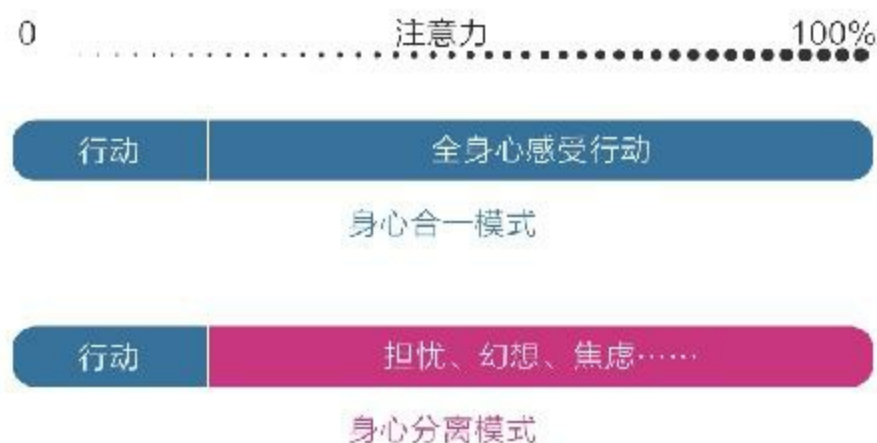 0 注意力 100%
行动 全身心感受行动
身心合一模式
行动 担忧、幻想、焦虑……
身心分离模式